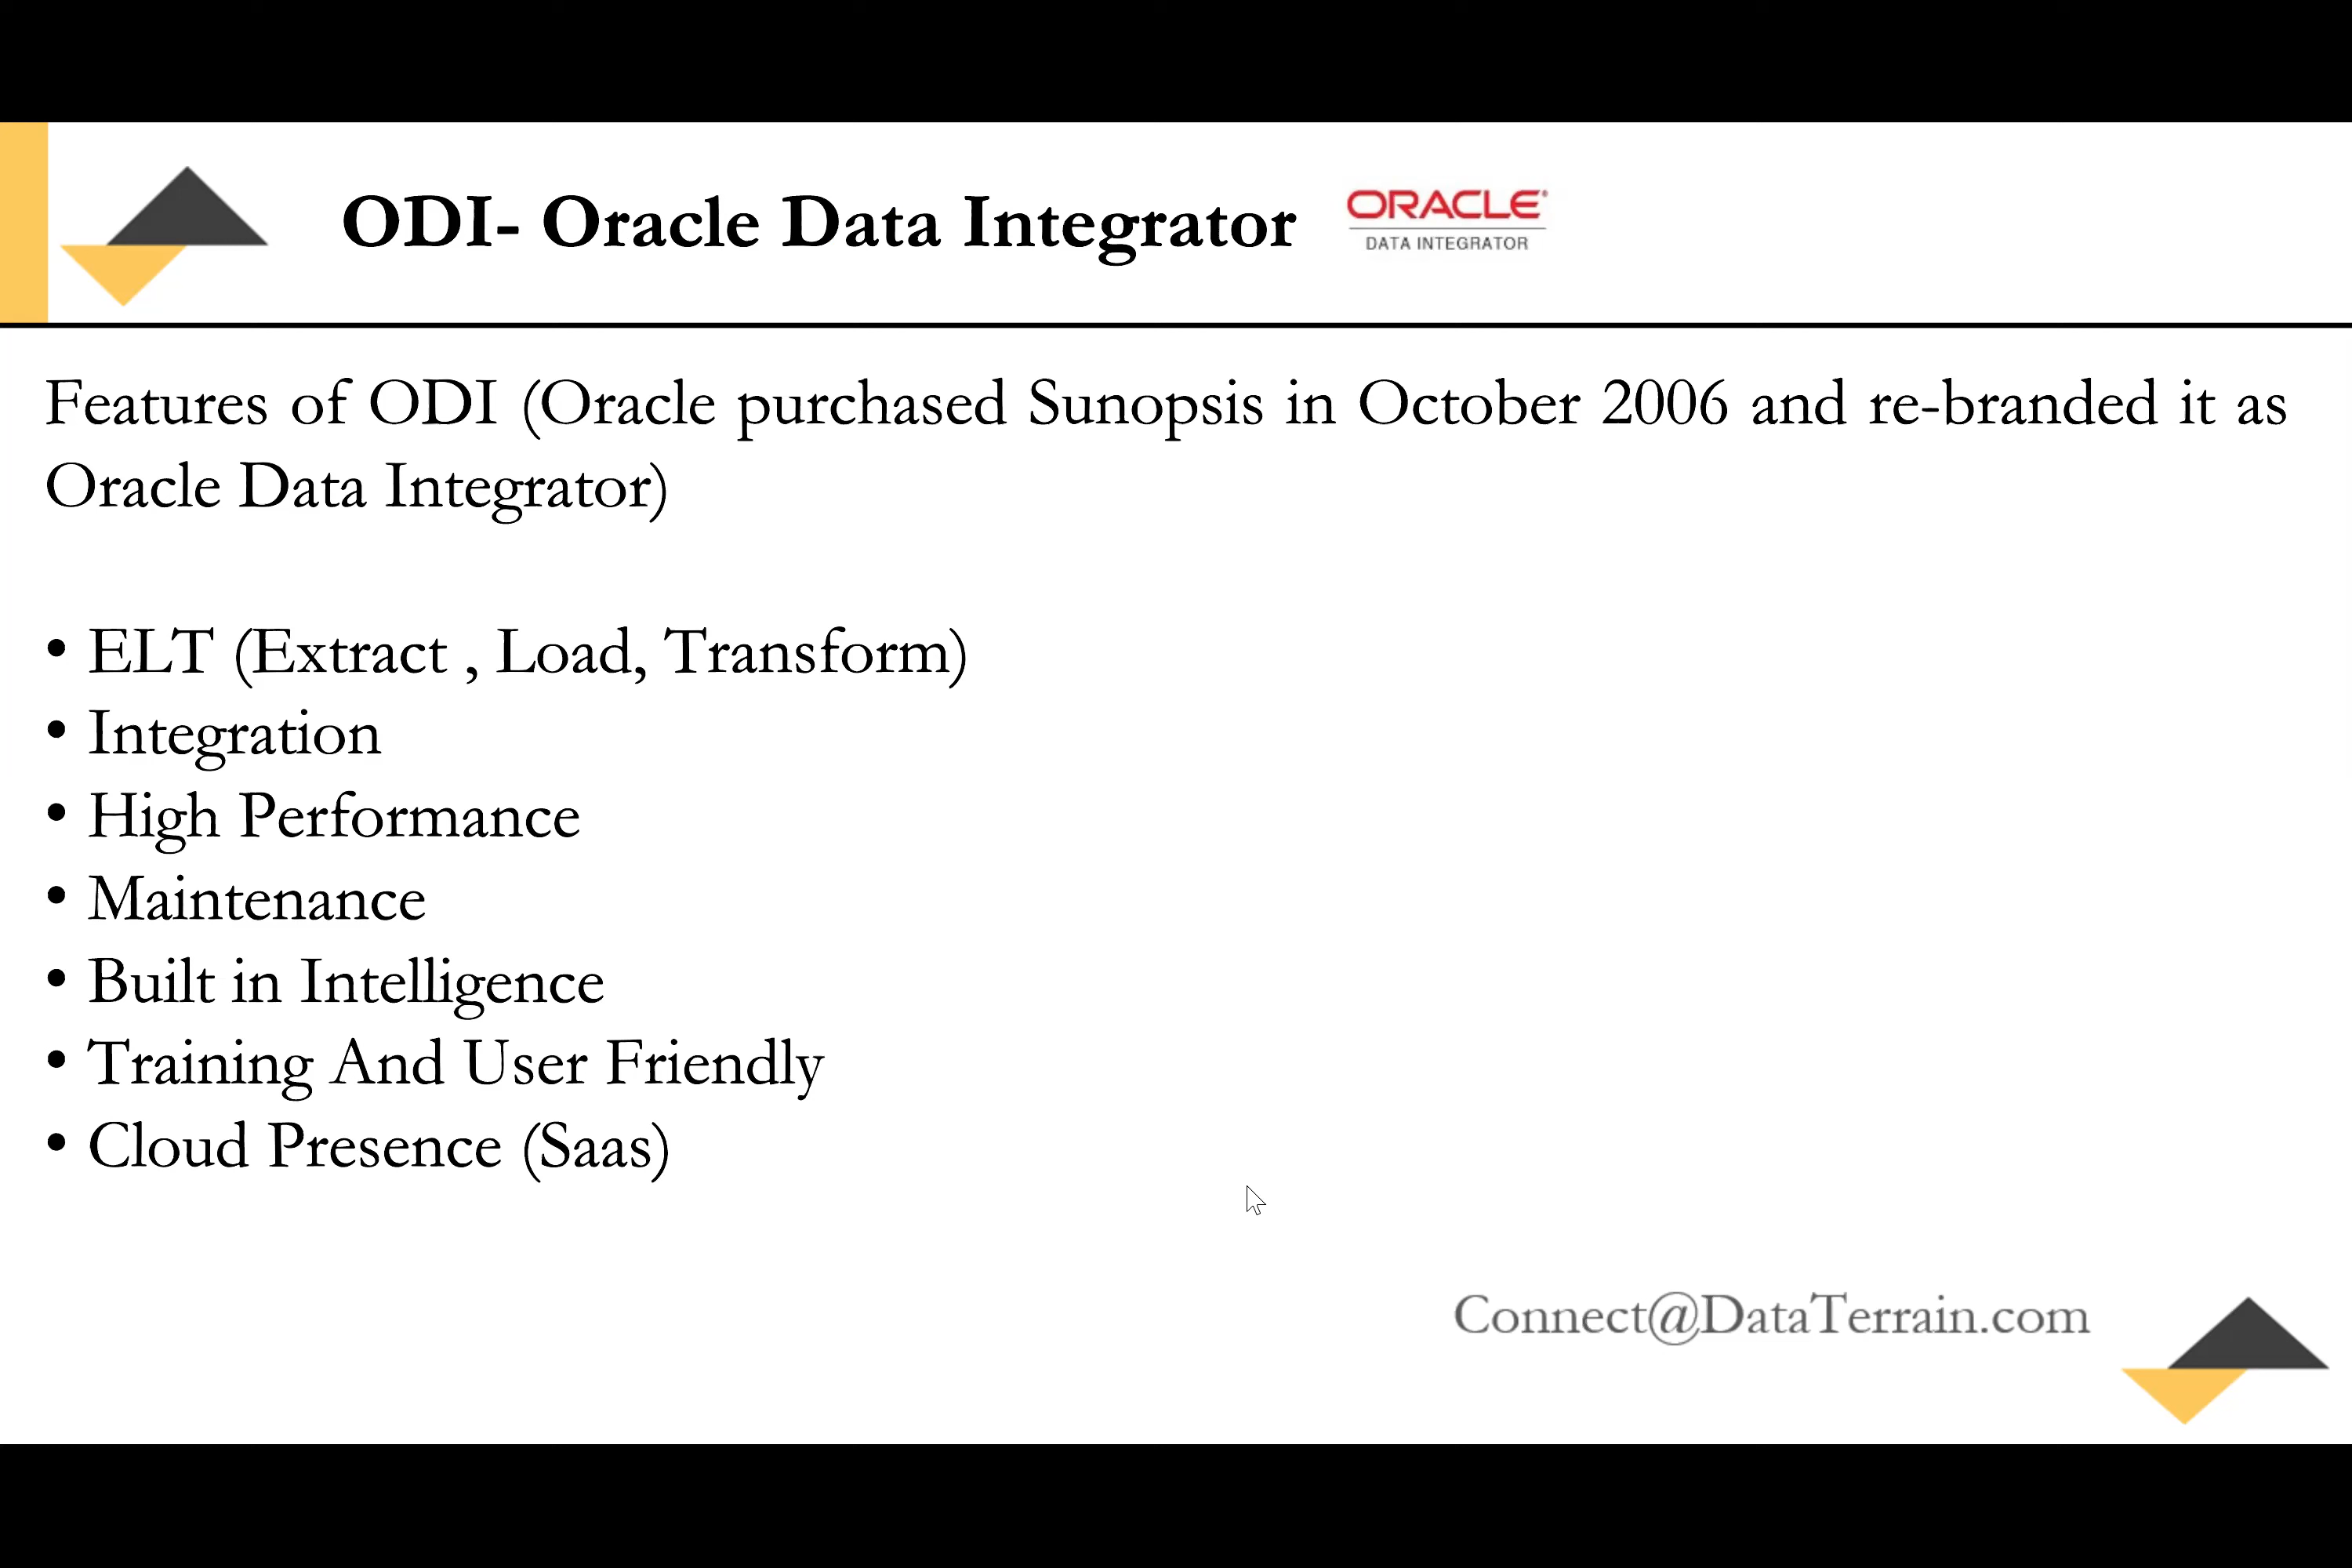 ODI- Oracle Data Integrator
ORACLE
DATA INTEGRATOR
Features of ODI (Oracle purchased Sunopsis in October 2006 and re-branded it as
Oracle Data Integrator)
• ELT (Extract , Load, Transform)
• Integration
• High Performance
• Maintenance
• Built in Intelligence
• Training And User Friendly
• Cloud Presence (Saas)
Connect@DataTerrain.com